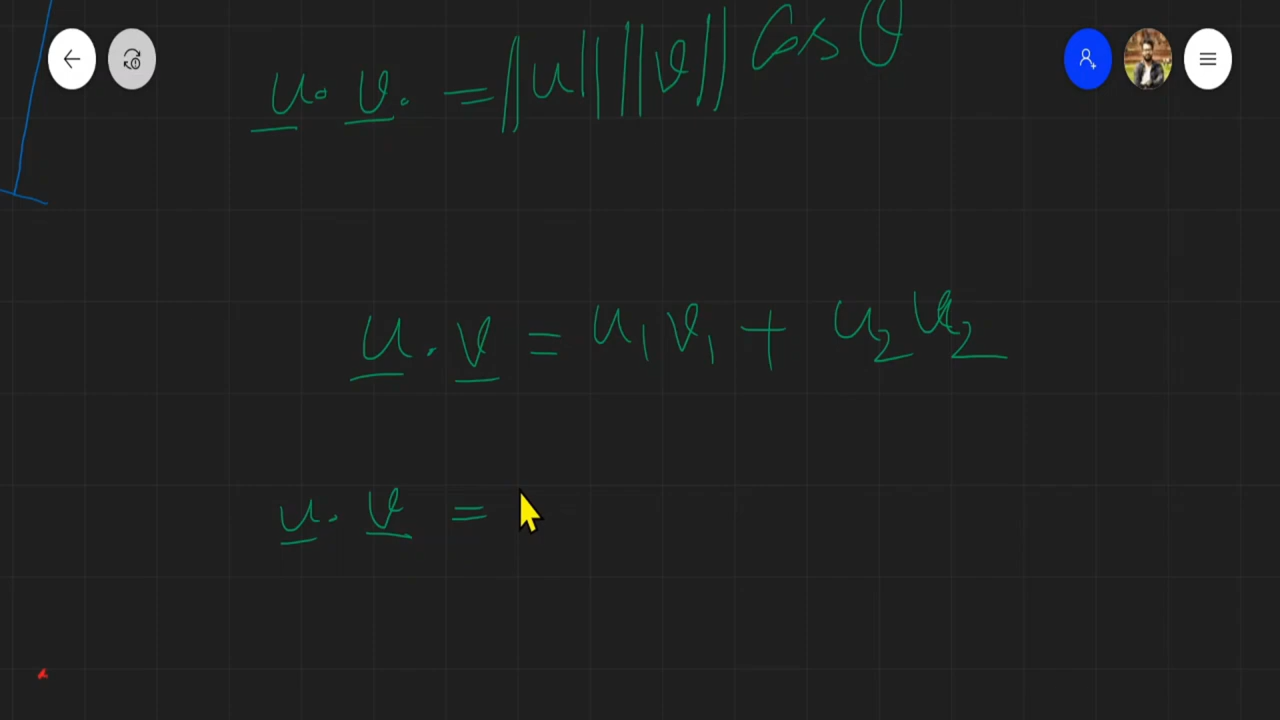 u · v. = ||u|| ||v|| Cos θ
u · v = u₁v₁ + u₂v₂
u · v =